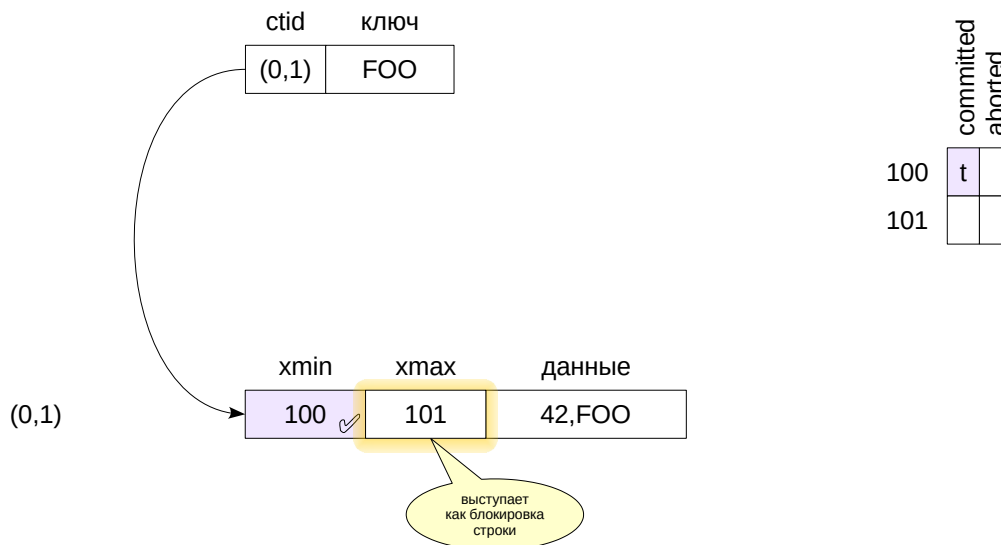 ctid ключ
(0,1) FOO
committed
aborted
100 t
101
xmin xmax данные
(0,1) 100 101 42,FOO
выступает
как блокировка
строки